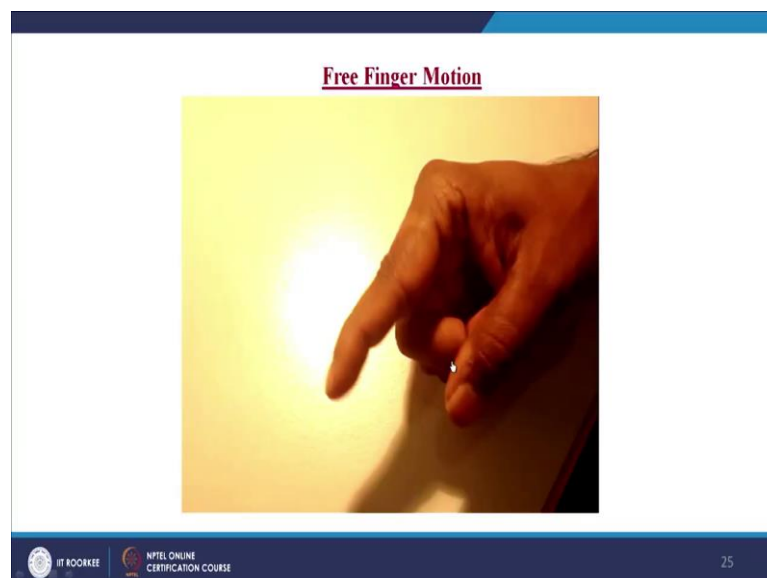 Free Finger Motion
IIT ROORKEE
NPTEL ONLINE
CERTIFICATION COURSE
25